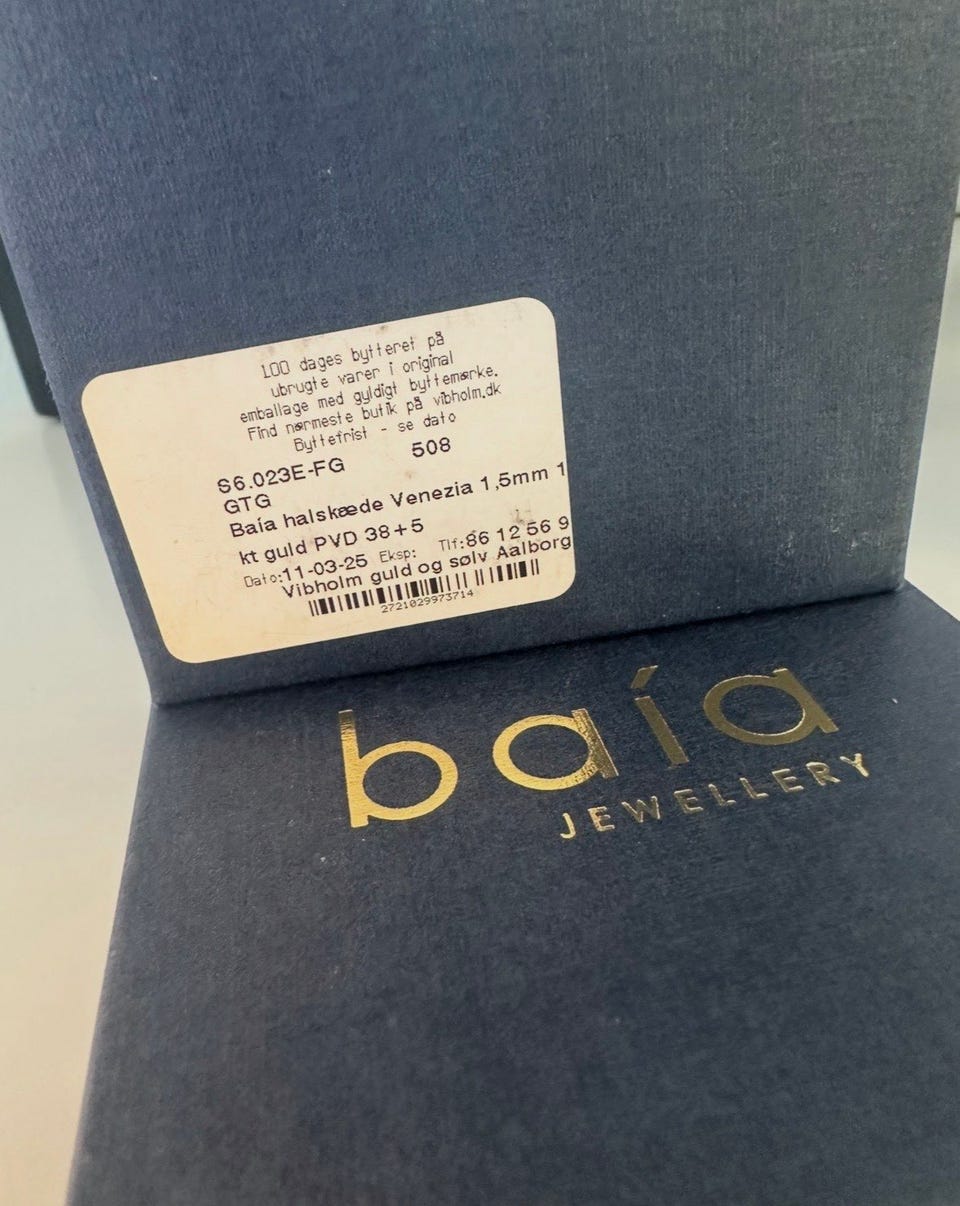 100 dages bytteret på
ubrugte varer i original
emballage med gyldigt byttemærke.
Find nærmeste butik på vibholm.dk
Byttefrist - se dato
S6.023E-FG 508
GTG
Baía halskæde Venezia 1,5mm 1
kt guld PVD 38+5
Dato:11-03-25 Eksp: Tlf:86 12 56 9
Vibholm guld og sølv Aalborg
2721029973714
baía
JEWELLERY